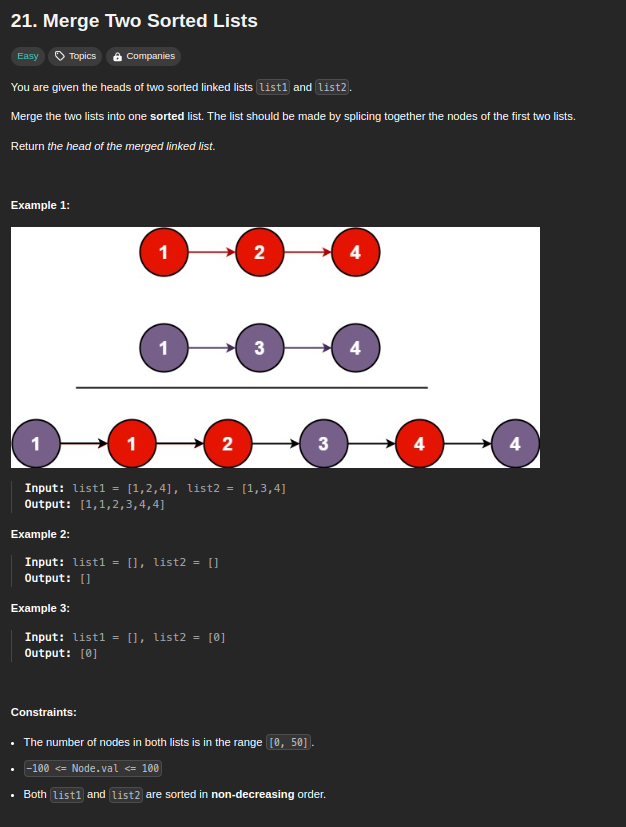 21. Merge Two Sorted Lists
Easy Topics Companies
You are given the heads of two sorted linked lists list1 and list2.
Merge the two lists into one sorted list. The list should be made by splicing together the nodes of the first two lists.
Return the head of the merged linked list.
Example 1:
1 2 4
1 3 4
1 1 2 3 4 4
Input: list1 = [1,2,4], list2 = [1,3,4]
Output: [1,1,2,3,4,4]
Example 2:
Input: list1 = [], list2 = []
Output: []
Example 3:
Input: list1 = [], list2 = [0]
Output: [0]
Constraints:
• The number of nodes in both lists is in the range [0, 50].
• -100 <= Node.val <= 100
• Both list1 and list2 are sorted in non-decreasing order.